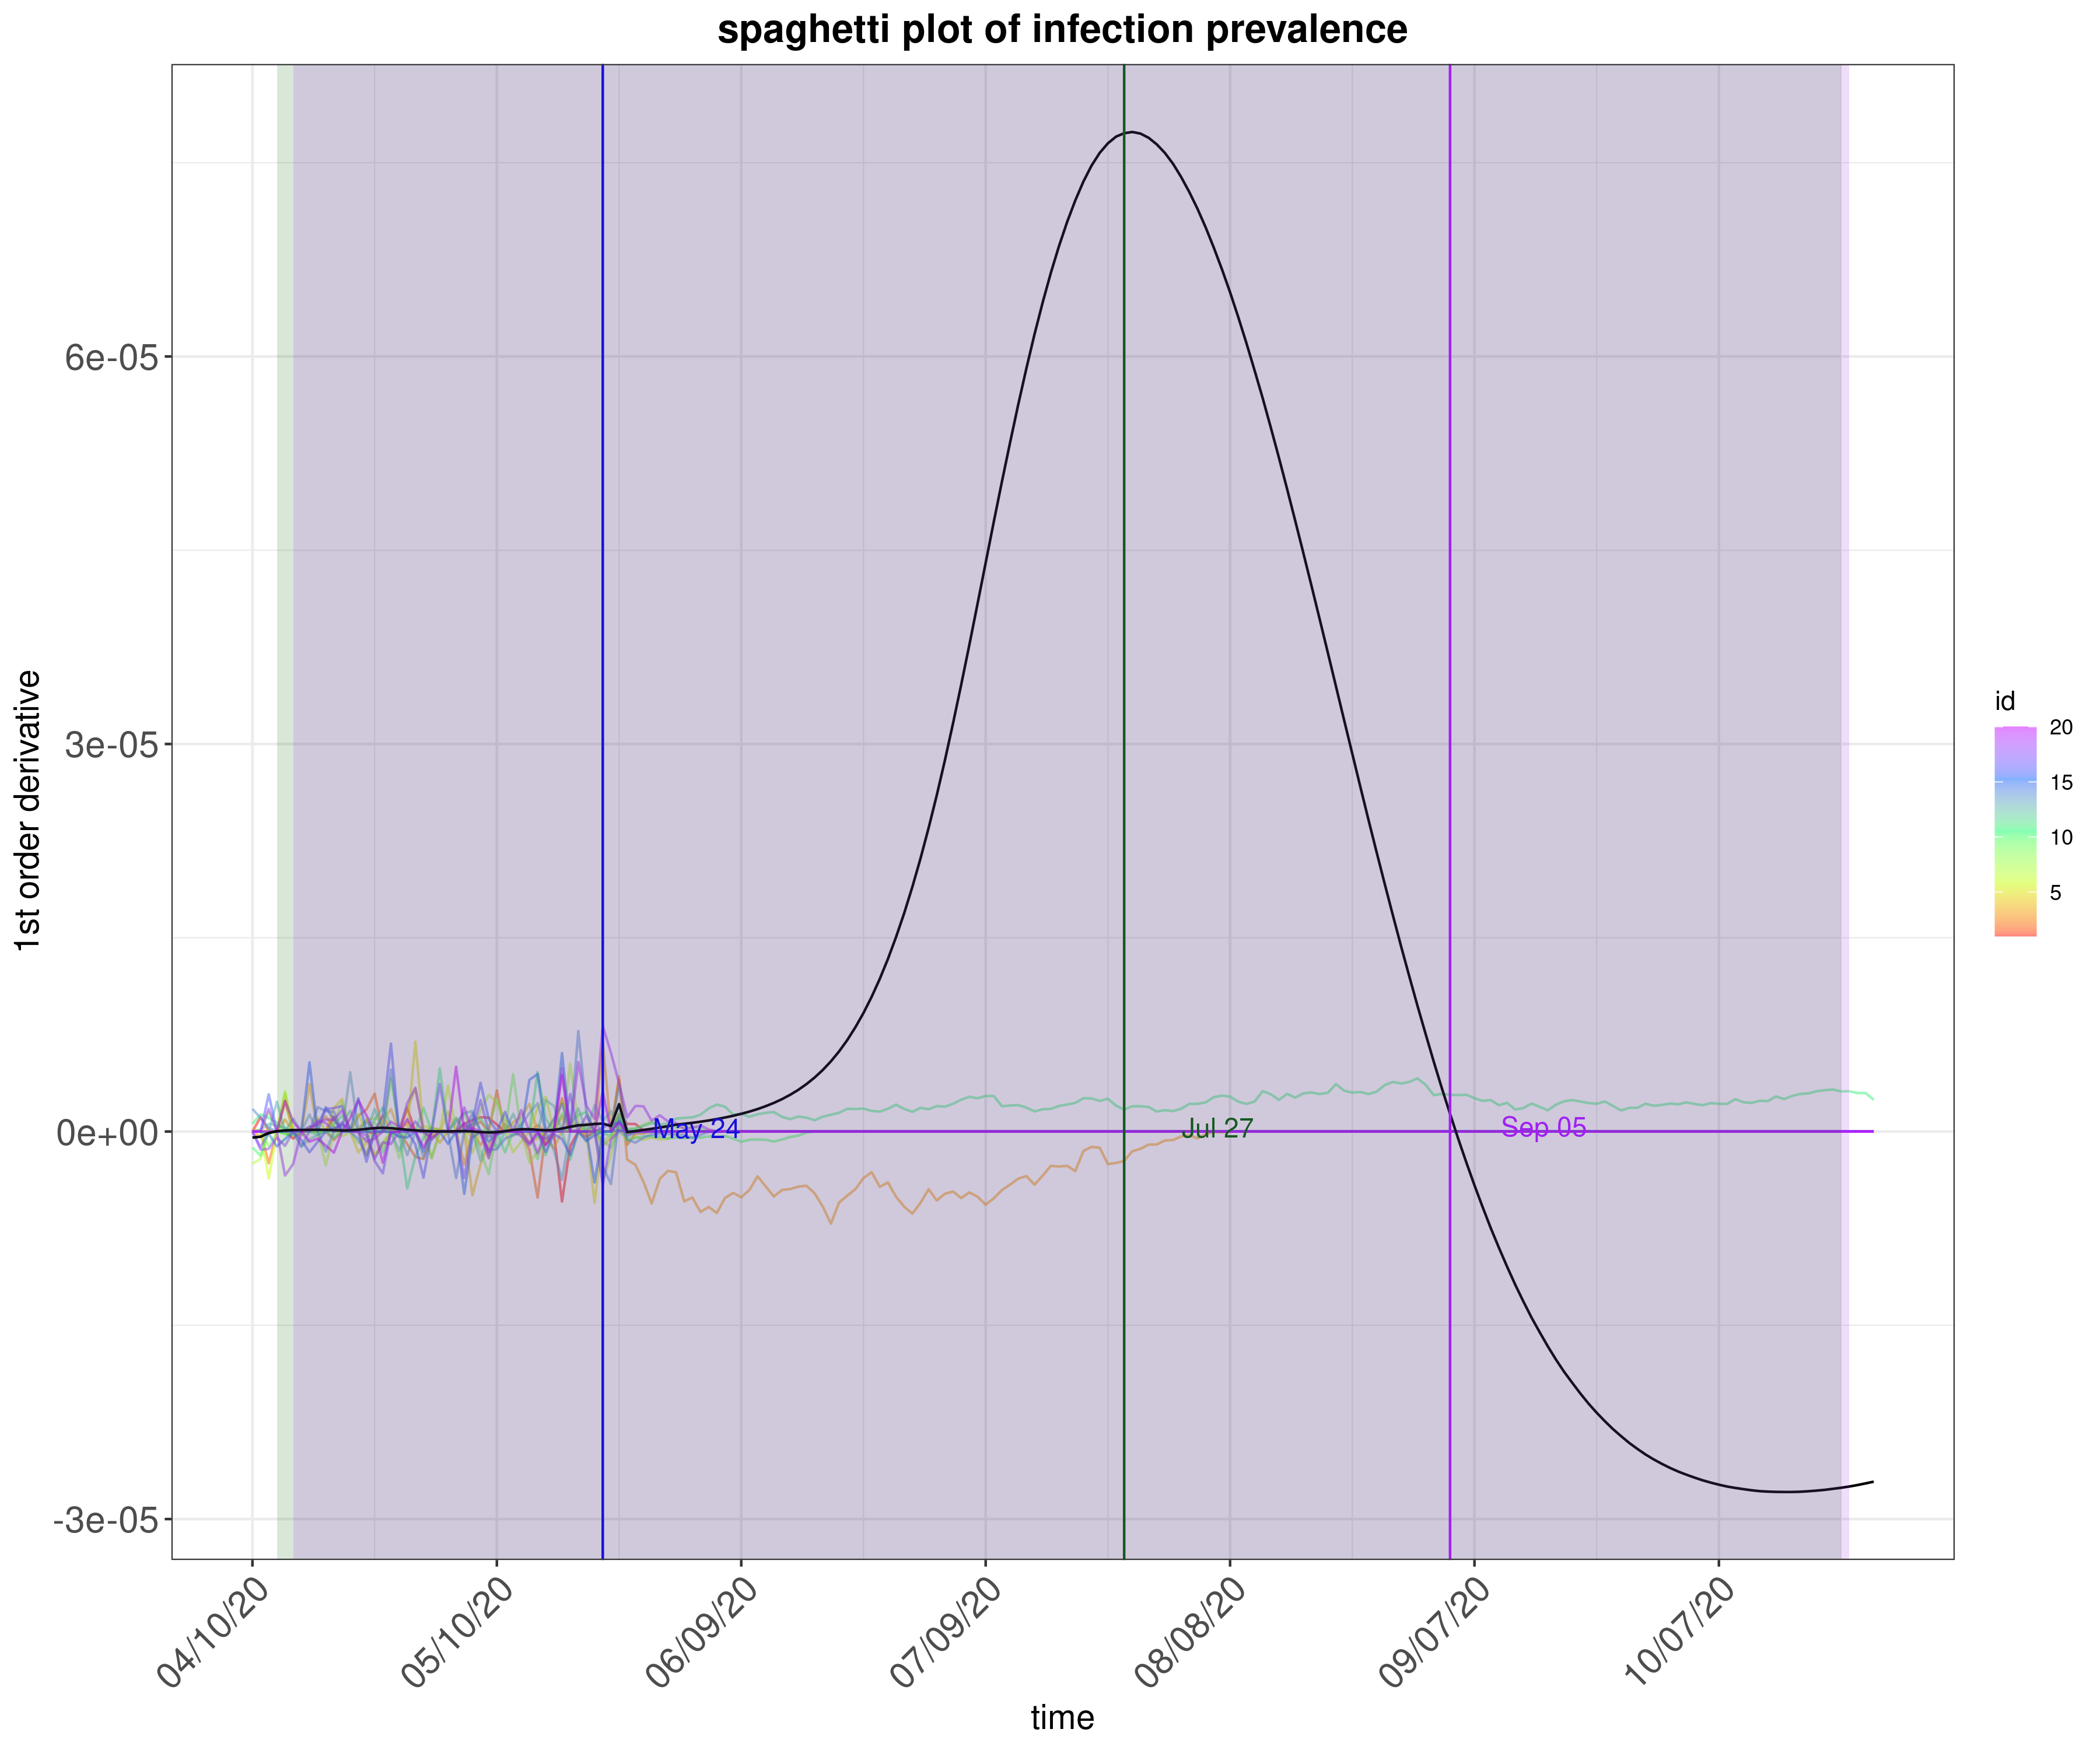 spaghetti plot of infection prevalence
1st order derivative
6e-05
3e-05
0e+00
-3e-05
May 24
Jul 27
Sep 05
04/10/20
05/10/20
06/09/20
07/09/20
08/08/20
09/07/20
10/07/20
time
id
20
15
10
5